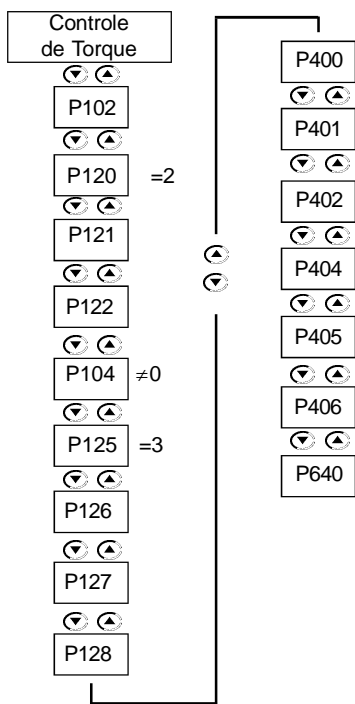 Controle
de Torque
P102
P120 =2
P121
P122
P104 ≠0
P125 =3
P126
P127
P128
P400
P401
P402
P404
P405
P406
P640